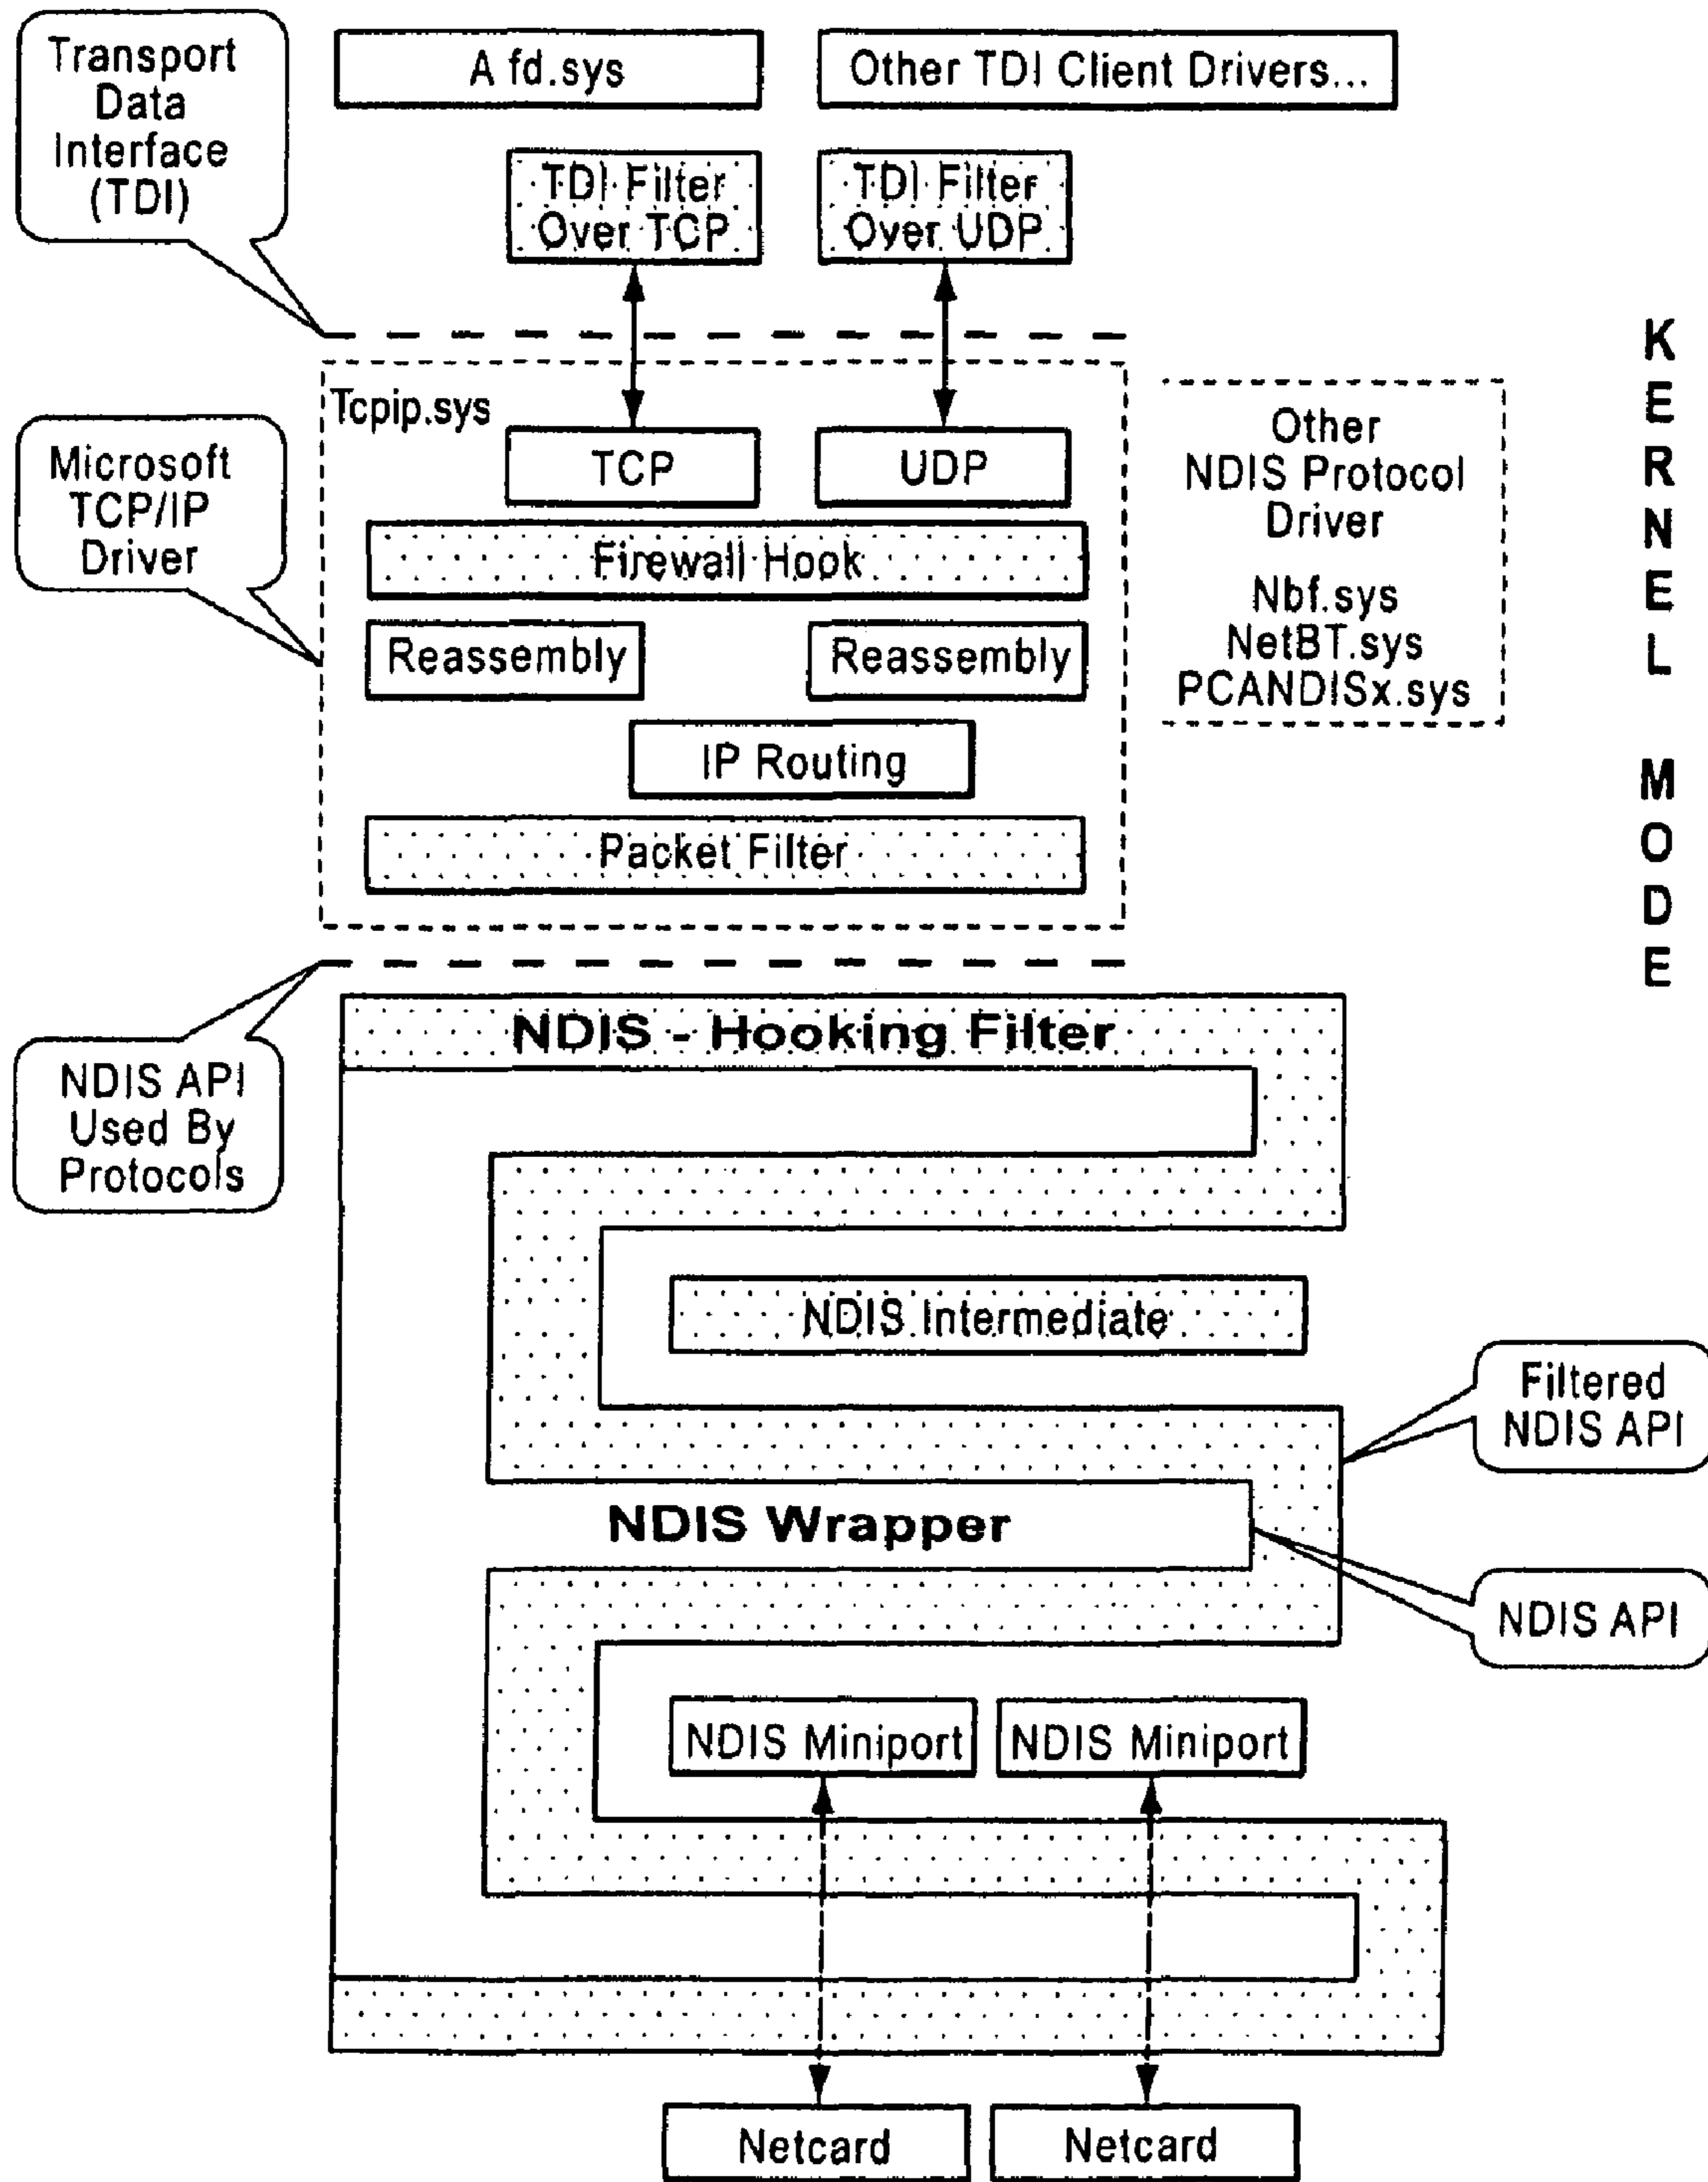 Transport
Data
Interface
(TDI)
A fd.sys
Other TDI Client Drivers...
TDI Filter
Over TCP
TDI Filter
Over UDP
Tcpip.sys
TCP
UDP
Microsoft
TCP/IP
Driver
Firewall Hook
Reassembly
Reassembly
IP Routing
Packet Filter
Other
NDIS Protocol
Driver
Nbf.sys
NetBT.sys
PCANDISx.sys
KERNEL MODE
NDIS API
Used By
Protocols
NDIS - Hooking Filter
NDIS Intermediate
Filtered
NDIS API
NDIS Wrapper
NDIS API
NDIS Miniport
NDIS Miniport
Netcard
Netcard